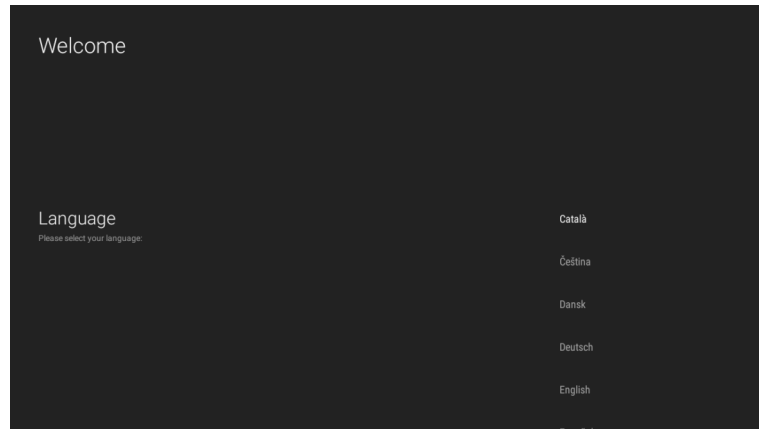 Welcome
Language
Please select your language:
Català
Čeština
Dansk
Deutsch
English